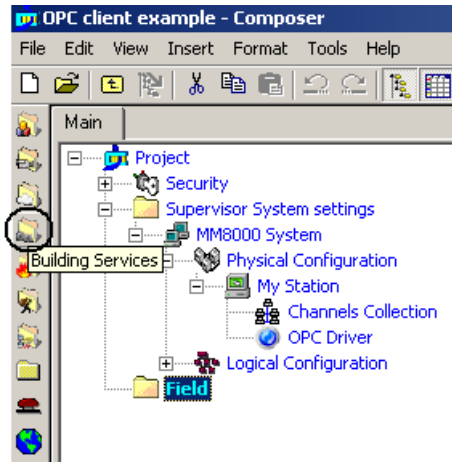 OPC client example - Composer
File Edit View Insert Format Tools Help
Main
Project
Security
Supervisor System settings
MM8000 System
Building Services
Physical Configuration
My Station
Channels Collection
OPC Driver
Logical Configuration
Field